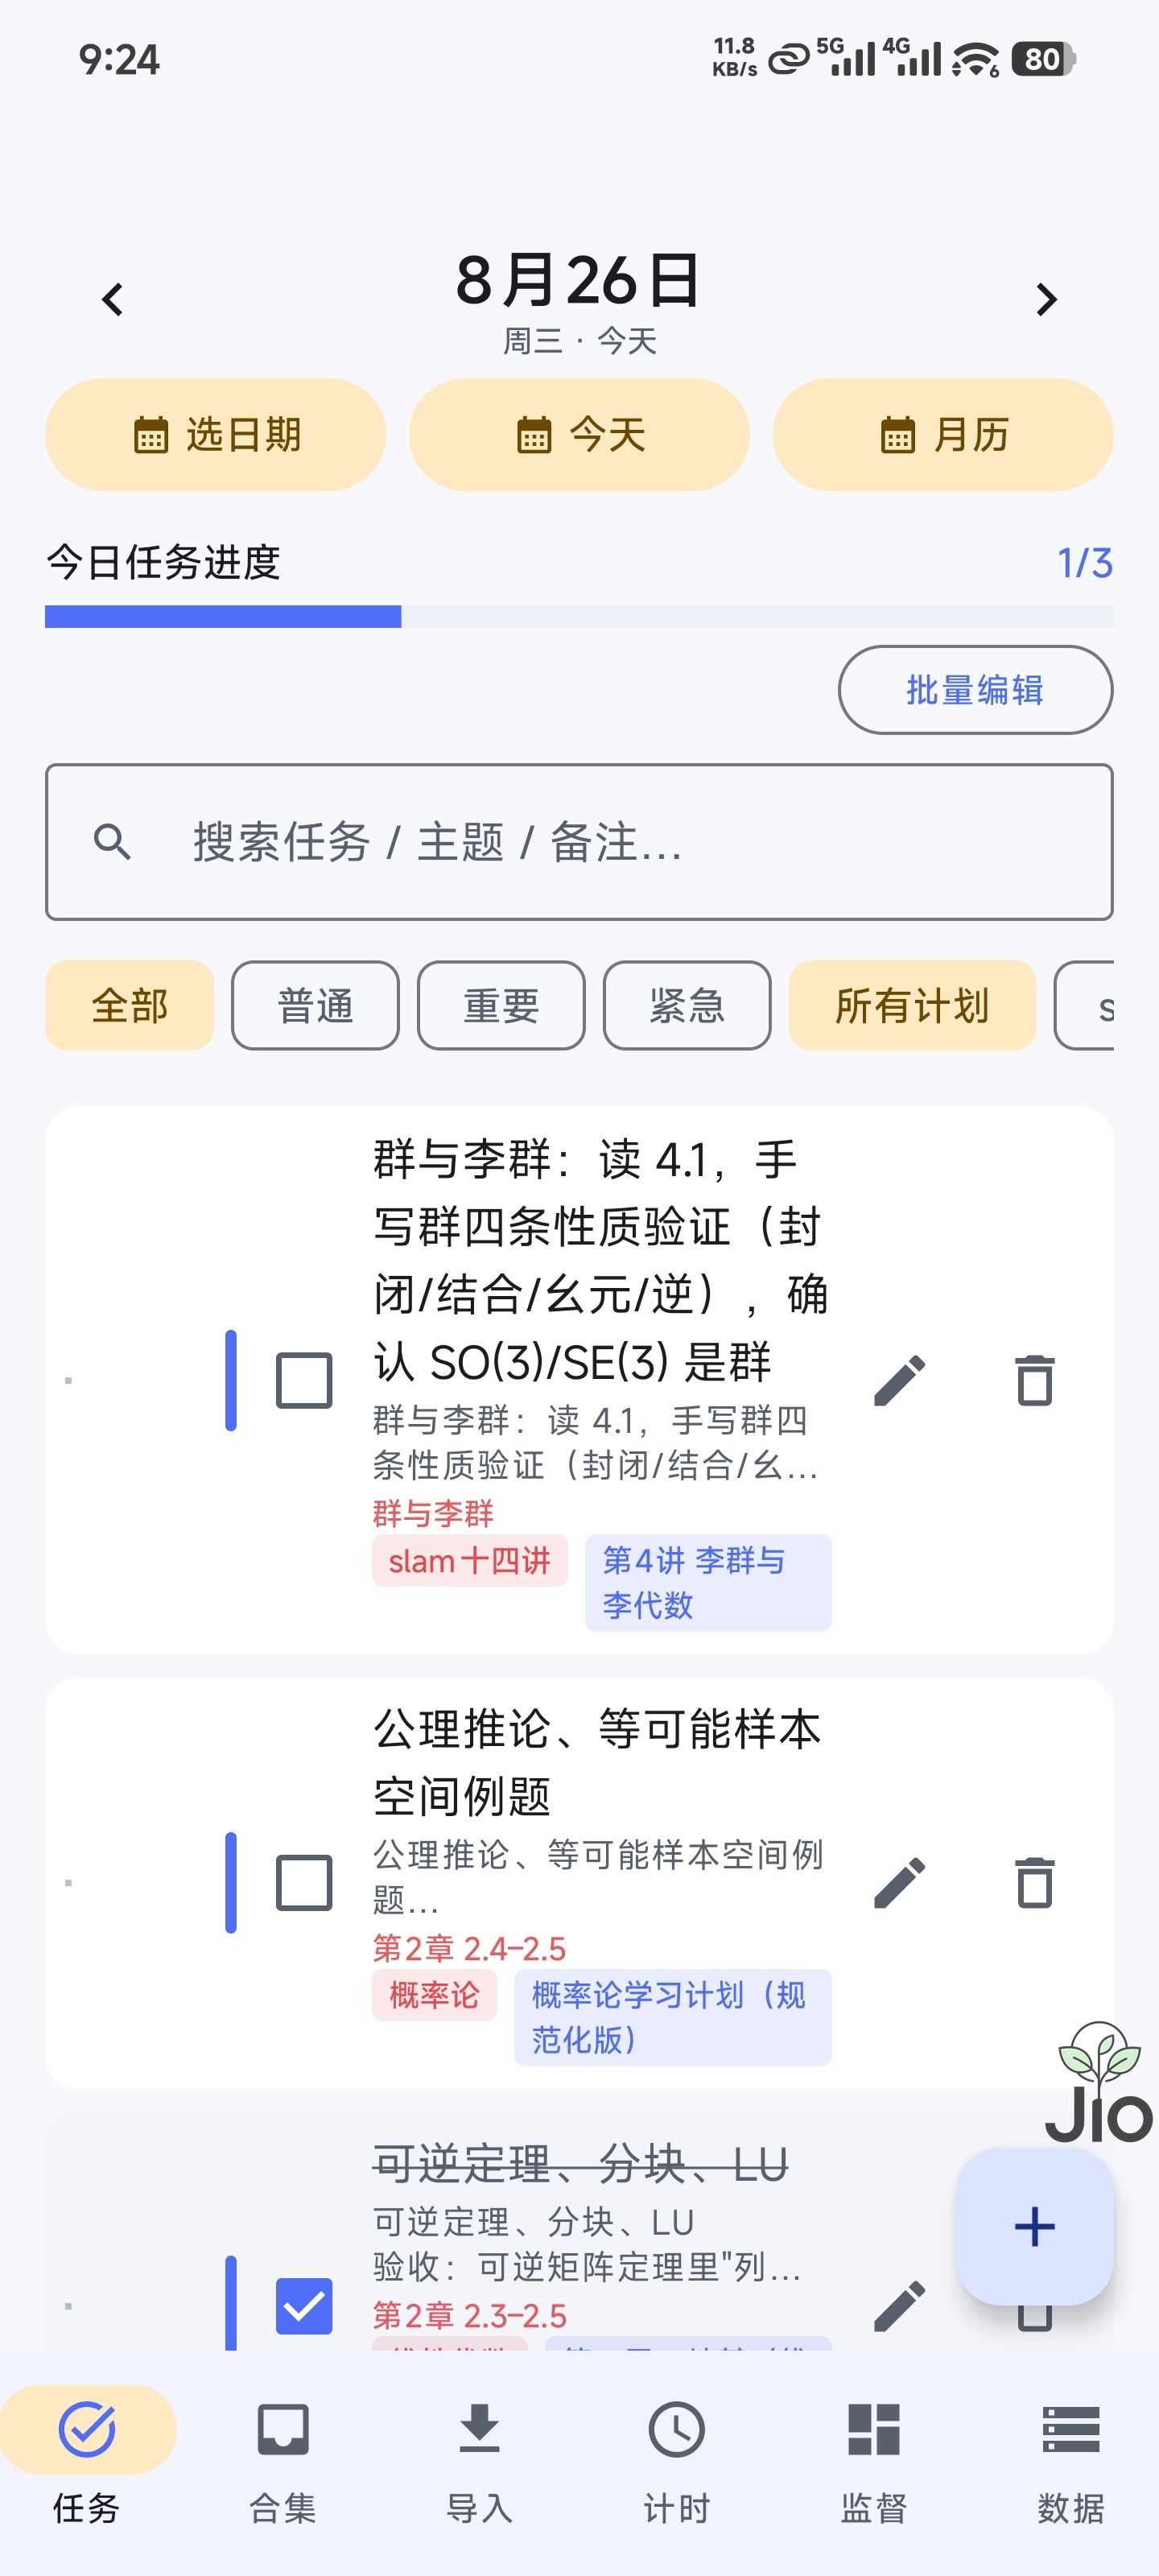 9:24
11.8
KB/s
5G
4G
6
80
8月26日
周三 · 今天
选日期
今天
月历
今日任务进度
1/3
批量编辑
搜索任务 / 主题 / 备注...
全部
普通
重要
紧急
所有计划
s
群与李群：读 4.1，手
写群四条性质验证（封
闭/结合/幺元/逆），确
认 SO(3)/SE(3) 是群
群与李群：读 4.1，手写群四
条性质验证（封闭/结合/幺...
群与李群
slam十四讲
第4讲 李群与
李代数
公理推论、等可能样本
空间例题
公理推论、等可能样本空间例
题...
第2章 2.4–2.5
概率论
概率论学习计划（规
范化版）
Jio
可逆定理、分块、LU
可逆定理、分块、LU
验收：可逆矩阵定理里"列...
第2章 2.3–2.5
任务
合集
导入
计时
监督
数据